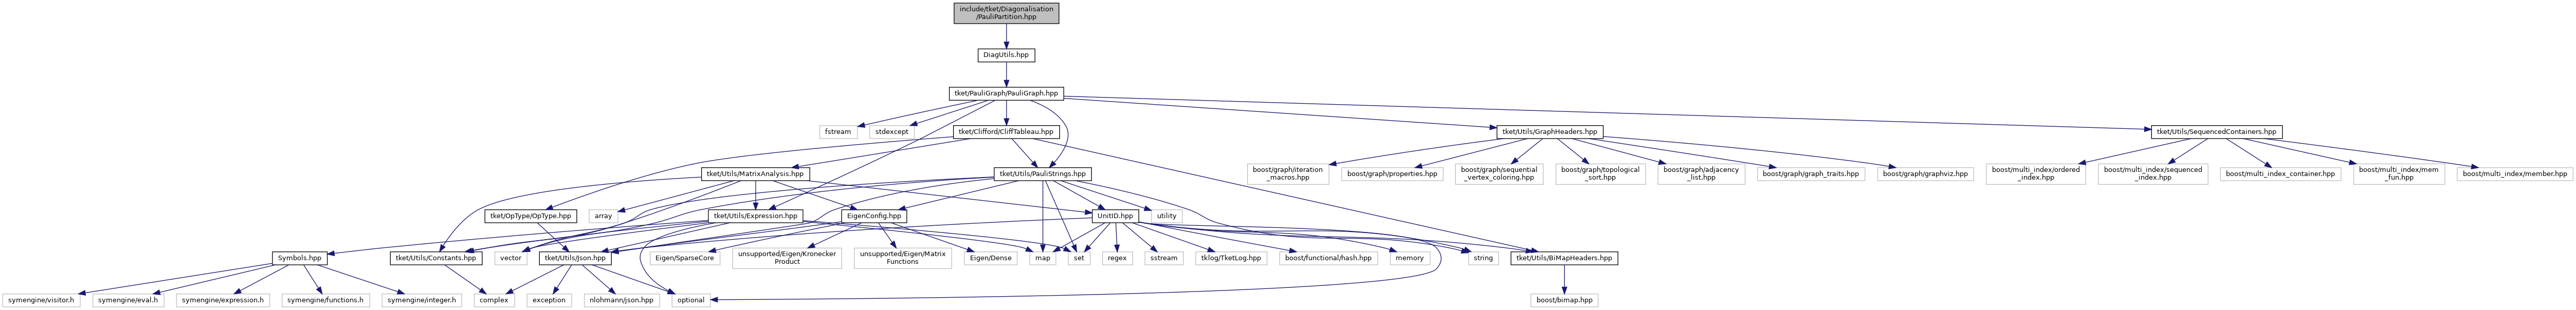 include/tket/Diagonalisation
/PauliPartition.hpp
DiagUtils.hpp
tket/PauliGraph/PauliGraph.hpp
fstream
stdexcept
tket/Clifford/CliffTableau.hpp
tket/Utils/GraphHeaders.hpp
tket/Utils/SequencedContainers.hpp
tket/Utils/MatrixAnalysis.hpp
tket/Utils/PauliStrings.hpp
boost/graph/iteration
_macros.hpp
boost/graph/properties.hpp
boost/graph/sequential
_vertex_coloring.hpp
boost/graph/topological
_sort.hpp
boost/graph/adjacency
_list.hpp
boost/graph/graph_traits.hpp
boost/graph/graphviz.hpp
boost/multi_index/ordered
_index.hpp
boost/multi_index/sequenced
_index.hpp
boost/multi_index_container.hpp
boost/multi_index/mem
_fun.hpp
boost/multi_index/member.hpp
tket/OpType/OpType.hpp
array
tket/Utils/Expression.hpp
EigenConfig.hpp
UnitID.hpp
utility
Symbols.hpp
tket/Utils/Constants.hpp
vector
tket/Utils/Json.hpp
Eigen/SparseCore
unsupported/Eigen/Kronecker
Product
unsupported/Eigen/Matrix
Functions
Eigen/Dense
map
set
regex
sstream
tklog/TketLog.hpp
boost/functional/hash.hpp
memory
string
tket/Utils/BiMapHeaders.hpp
symengine/visitor.h
symengine/eval.h
symengine/expression.h
symengine/functions.h
symengine/integer.h
complex
exception
nlohmann/json.hpp
optional
boost/bimap.hpp